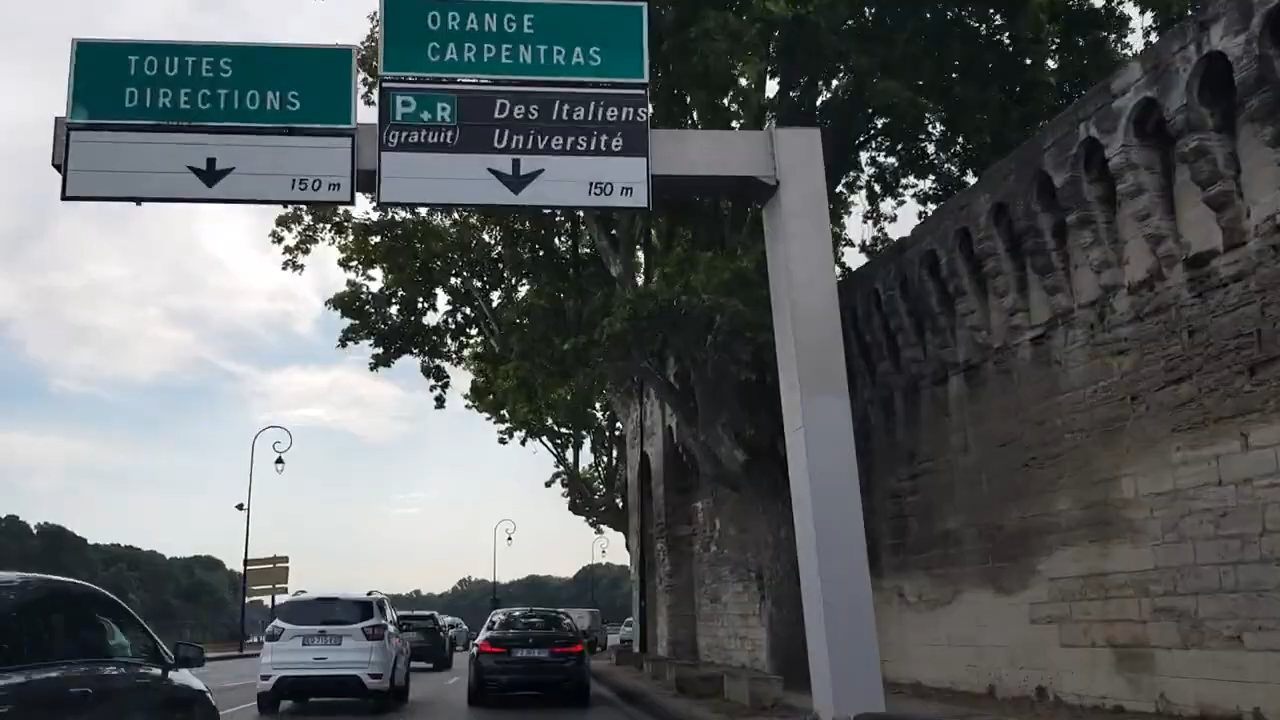 TOUTES
DIRECTIONS
150 m
ORANGE
CARPENTRAS
P+R Des Italiens
(gratuit) Université
150 m